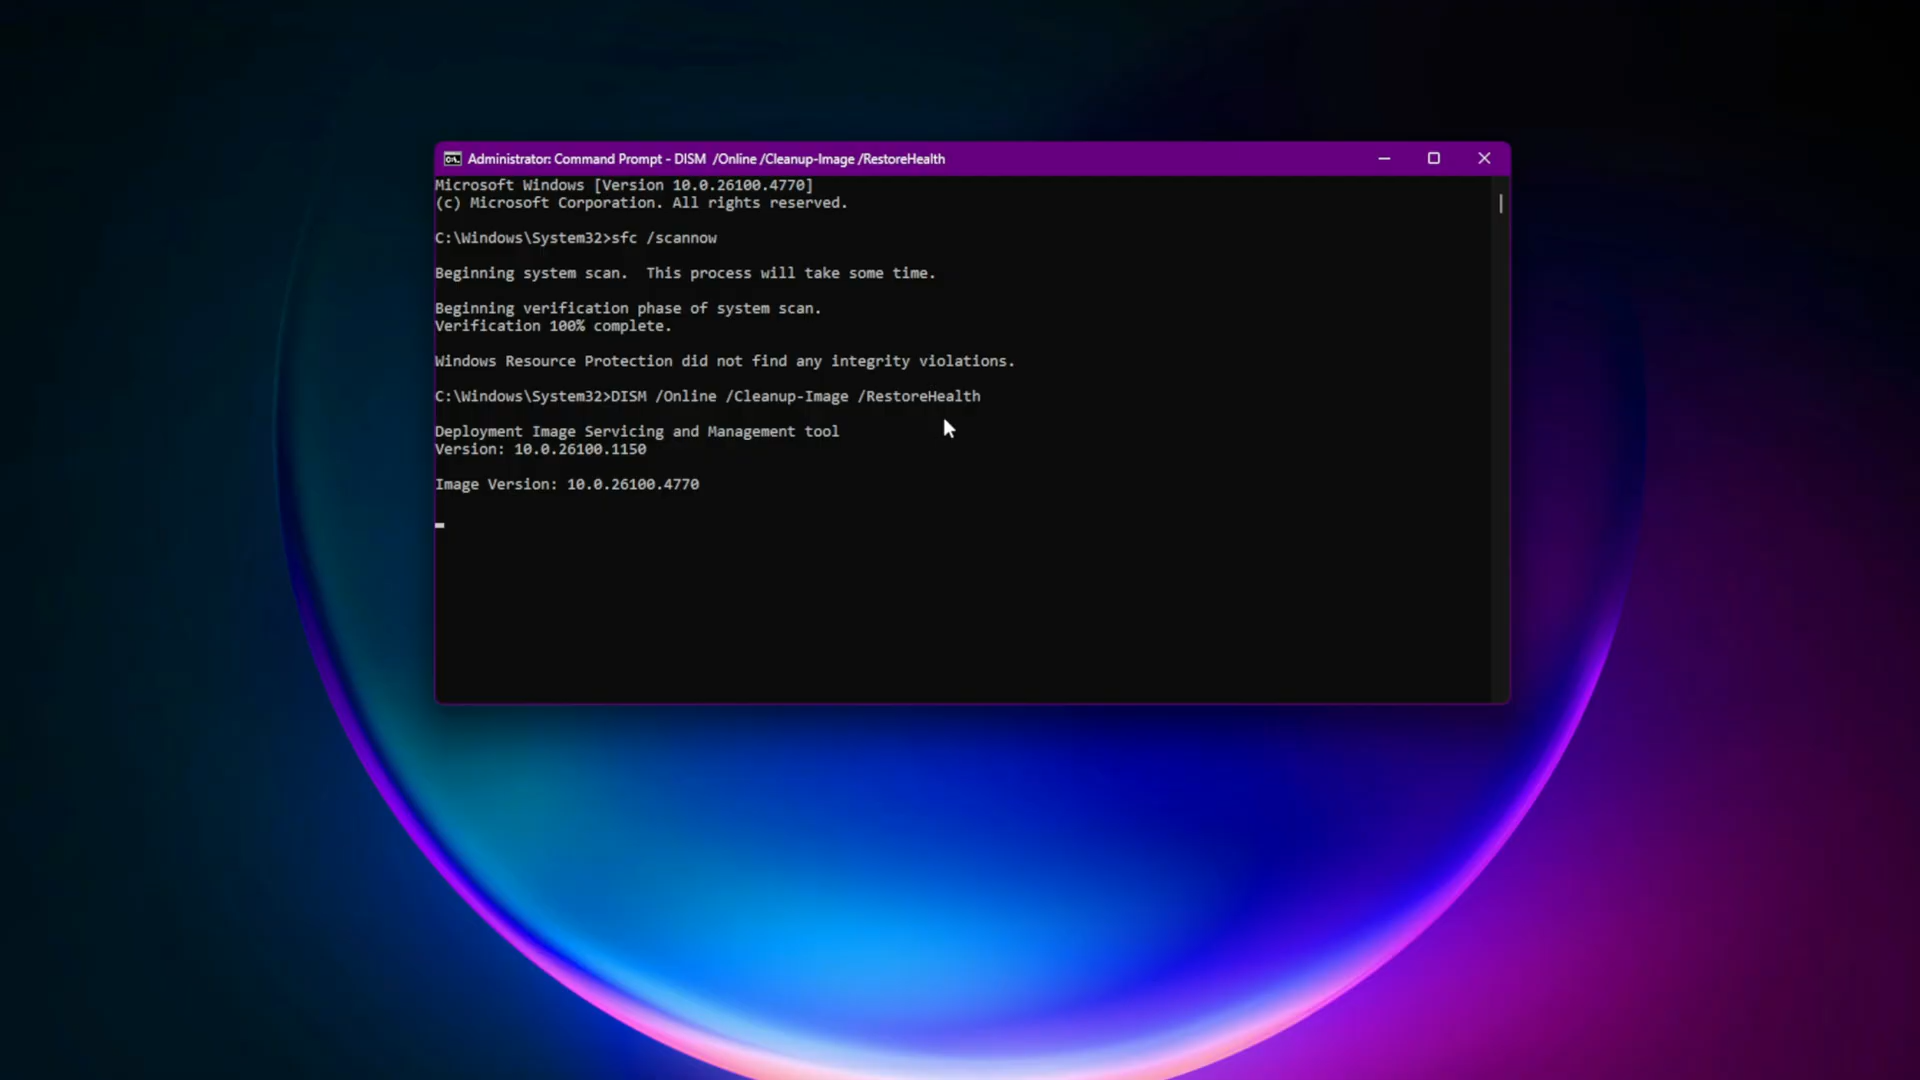 Administrator: Command Prompt - DISM  /Online /Cleanup-Image /RestoreHealth
Microsoft Windows [Version 10.0.26100.4770]
(c) Microsoft Corporation. All rights reserved.
C:\Windows\System32>sfc /scannow
Beginning system scan.  This process will take some time.
Beginning verification phase of system scan.
Verification 100% complete.
Windows Resource Protection did not find any integrity violations.
C:\Windows\System32>DISM /Online /Cleanup-Image /RestoreHealth
Deployment Image Servicing and Management tool
Version: 10.0.26100.1150
Image Version: 10.0.26100.4770